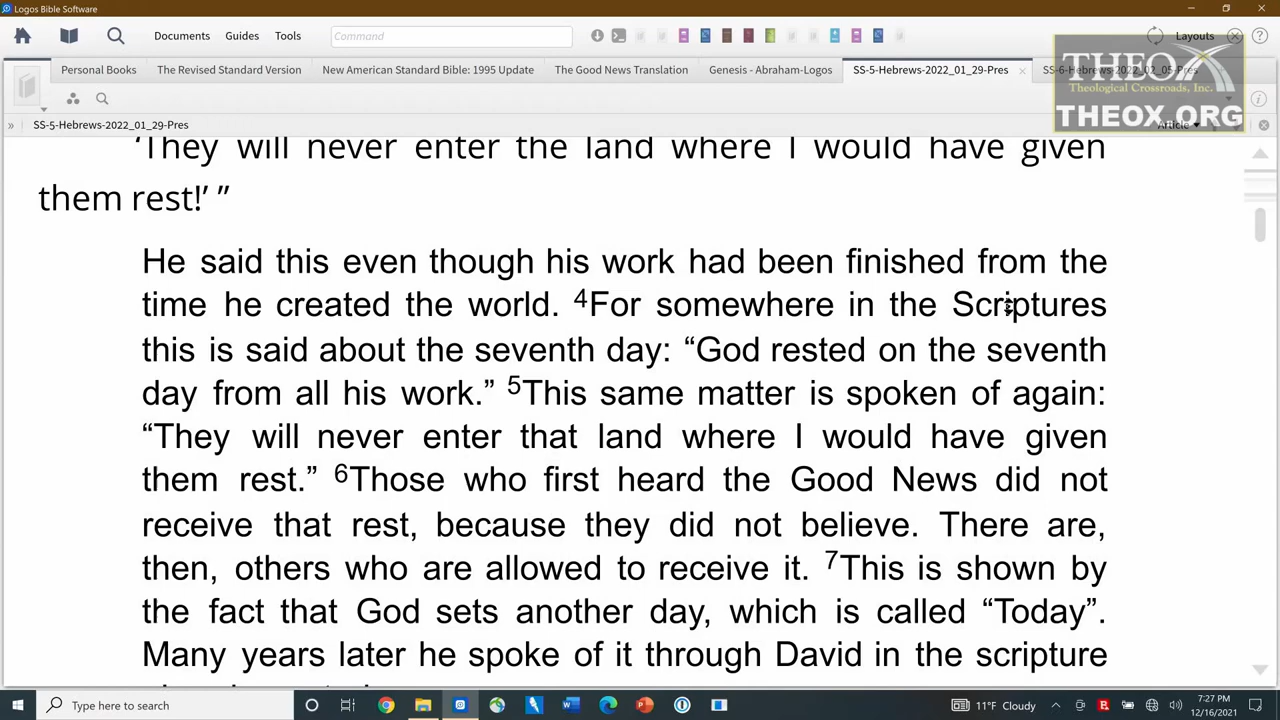 Logos Bible Software
Documents Guides Tools Command Layouts
Personal Books The Revised Standard Version New American Standard Bibl 1995 Update The Good News Translation Genesis - Abraham-Logos SS-5-Hebrews-2022_01_29-Pres SS-6-Hebrews-2022_02_05-Pres
THEOX
Theological Crossroads, Inc.
THEOX.ORG
SS-5-Hebrews-2022_01_29-Pres Article
‘They will never enter the land where I would have given
them rest!’ ”
He said this even though his work had been finished from the
time he created the world. 4For somewhere in the Scriptures
this is said about the seventh day: “God rested on the seventh
day from all his work.” 5This same matter is spoken of again:
“They will never enter that land where I would have given
them rest.” 6Those who first heard the Good News did not
receive that rest, because they did not believe. There are,
then, others who are allowed to receive it. 7This is shown by
the fact that God sets another day, which is called “Today”.
Many years later he spoke of it through David in the scripture
Type here to search
11°F Cloudy
7:27 PM
12/16/2021